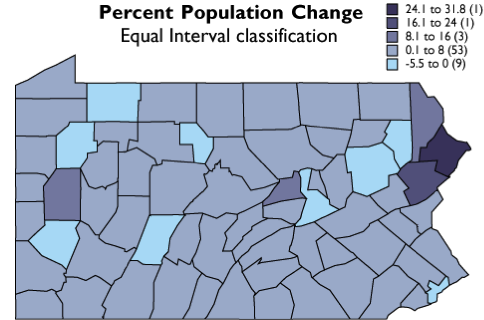 Percent Population Change
Equal Interval classification
24.1 to 31.8 (1)
16.1 to 24 (1)
8.1 to 16 (3)
0.1 to 8 (53)
-5.5 to 0 (9)